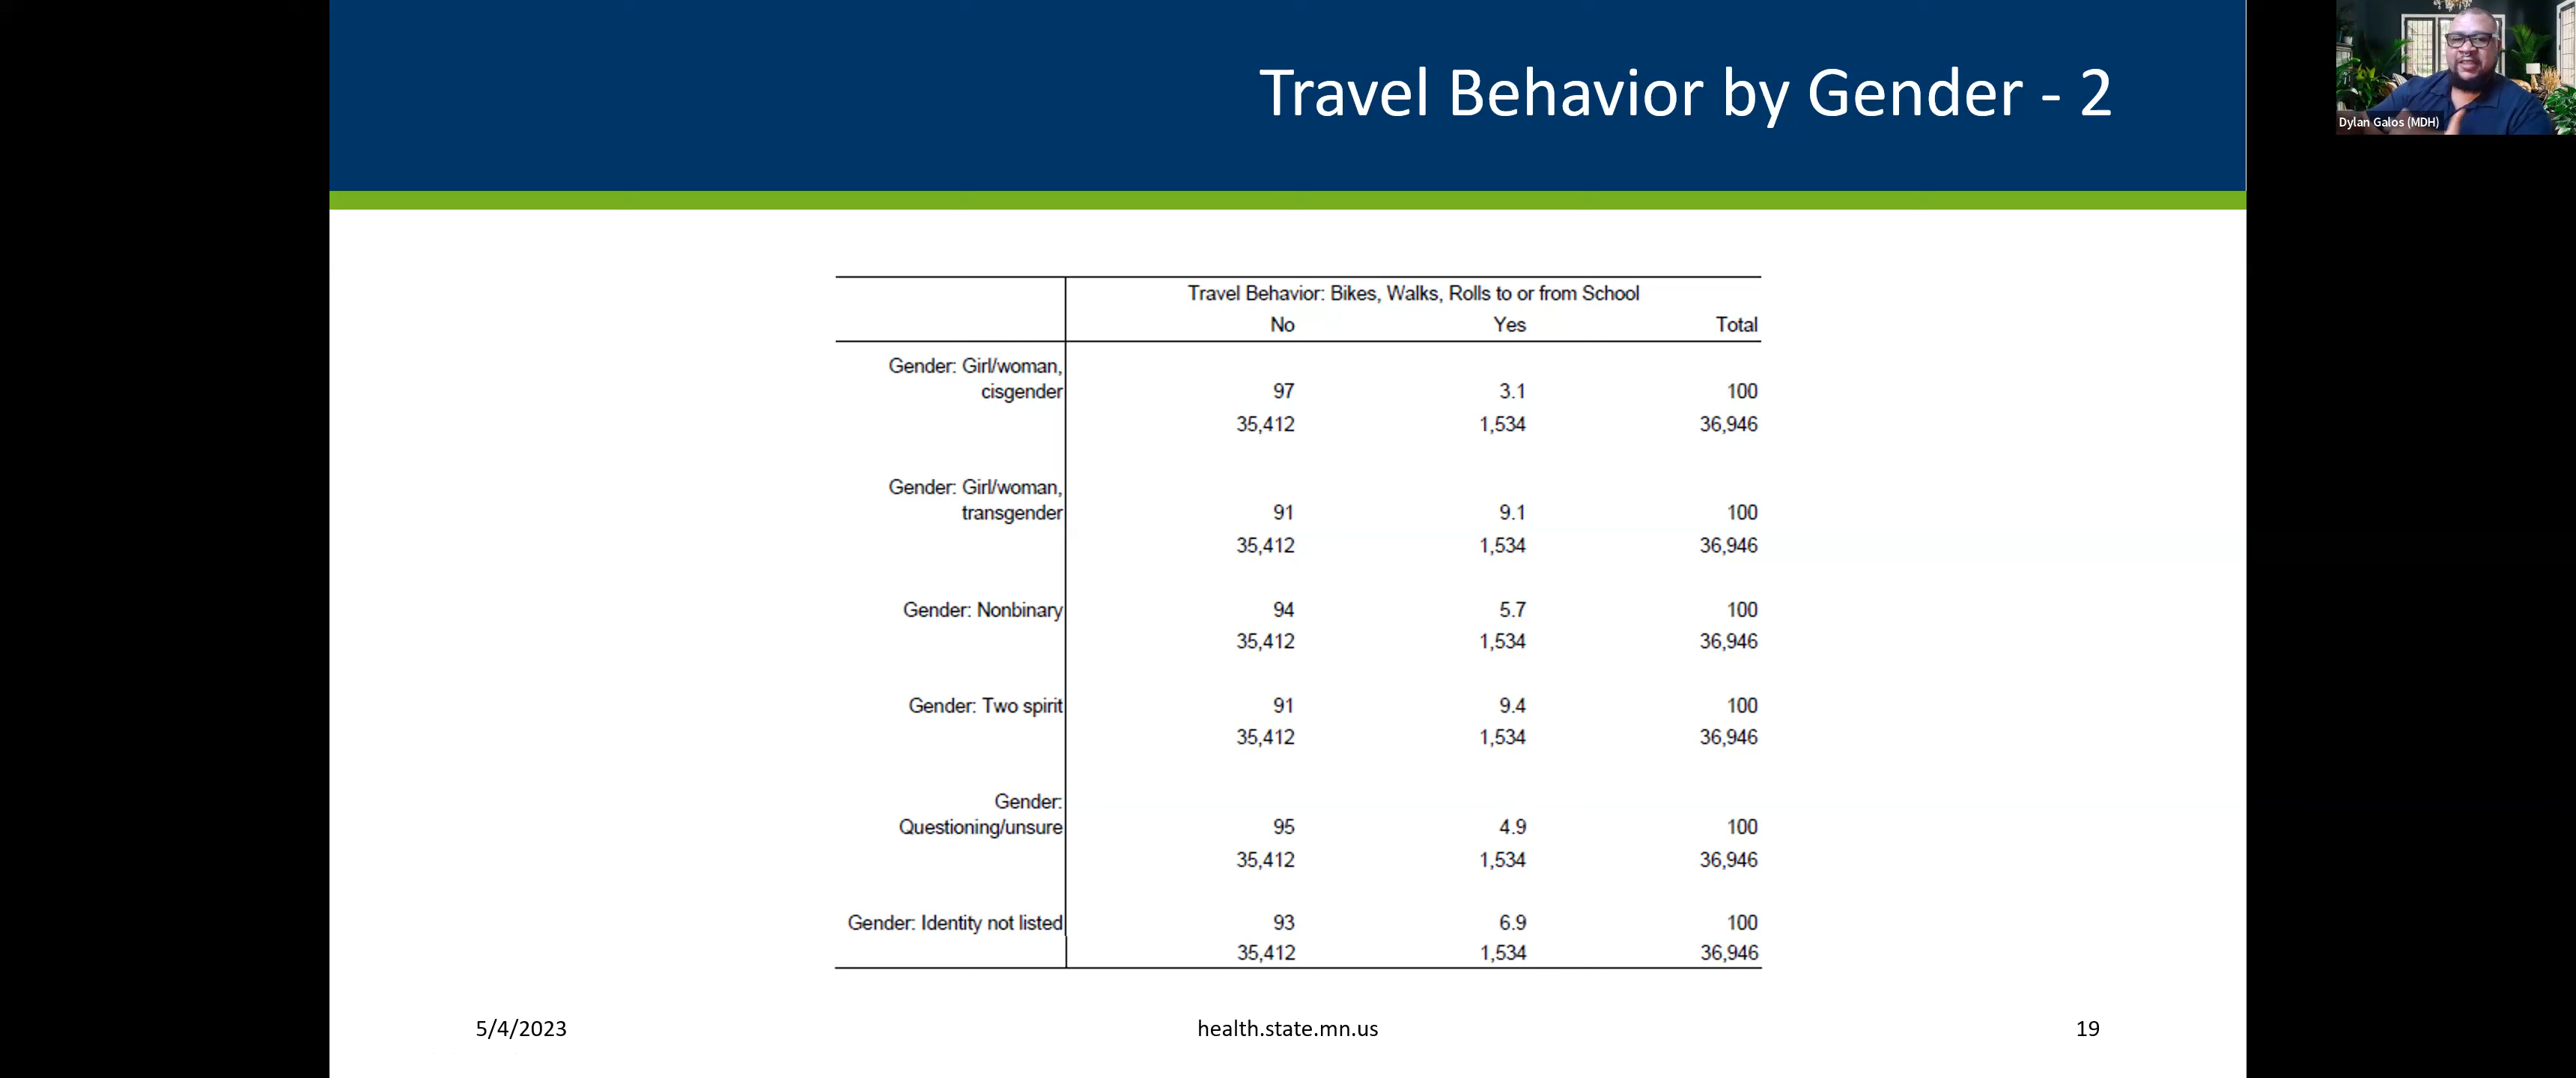 Travel Behavior by Gender - 2
Dylan Galos (MDH)
Travel Behavior: Bikes, Walks, Rolls to or from School
No Yes Total
Gender: Girl/woman,
cisgender 97 3.1 100
35,412 1,534 36,946
Gender: Girl/woman,
transgender 91 9.1 100
35,412 1,534 36,946
Gender: Nonbinary 94 5.7 100
35,412 1,534 36,946
Gender: Two spirit 91 9.4 100
35,412 1,534 36,946
Gender:
Questioning/unsure 95 4.9 100
35,412 1,534 36,946
Gender: Identity not listed 93 6.9 100
35,412 1,534 36,946
5/4/2023 health.state.mn.us 19